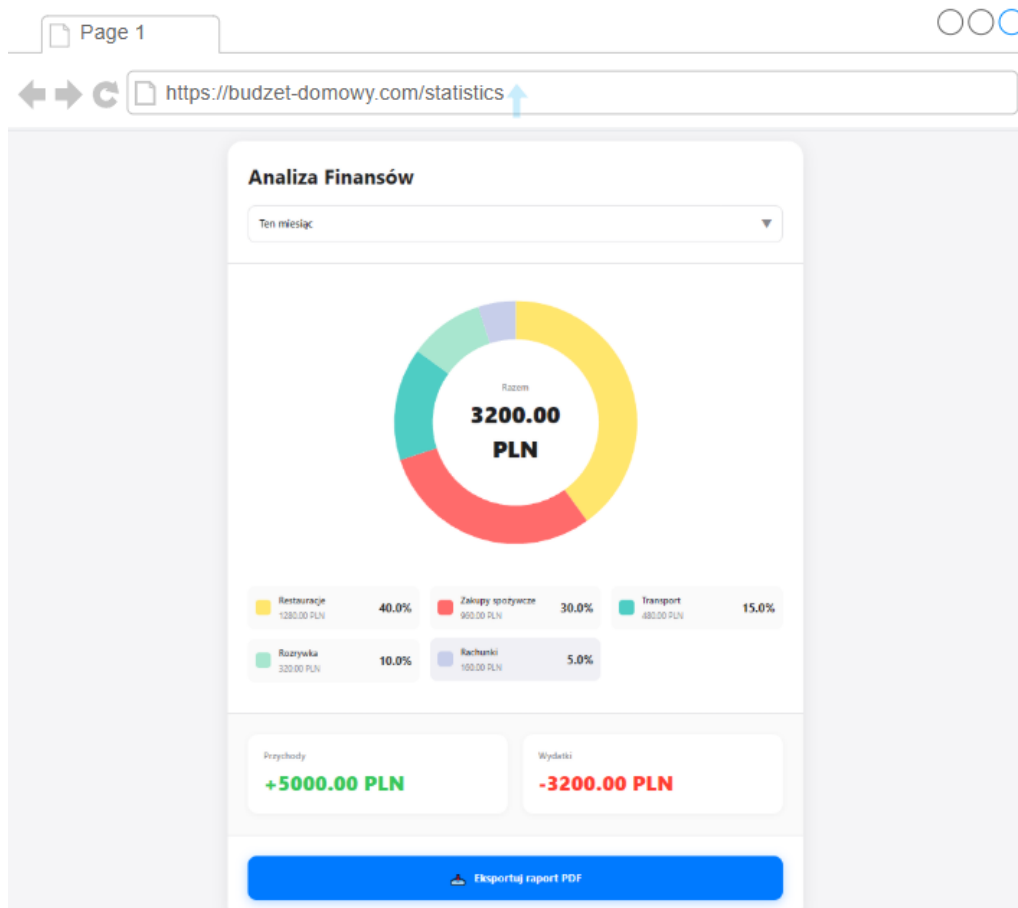 Page 1
https://budzet-domowy.com/statistics
Analiza Finansów
Ten miesiąc
Razem
3200.00
PLN
Restauracje
1280.00 PLN
40.0%
Zakupy spożywcze
960.00 PLN
30.0%
Transport
480.00 PLN
15.0%
Rozrywka
320.00 PLN
10.0%
Rachunki
160.00 PLN
5.0%
Przychody
+5000.00 PLN
Wydatki
-3200.00 PLN
Eksportuj raport PDF